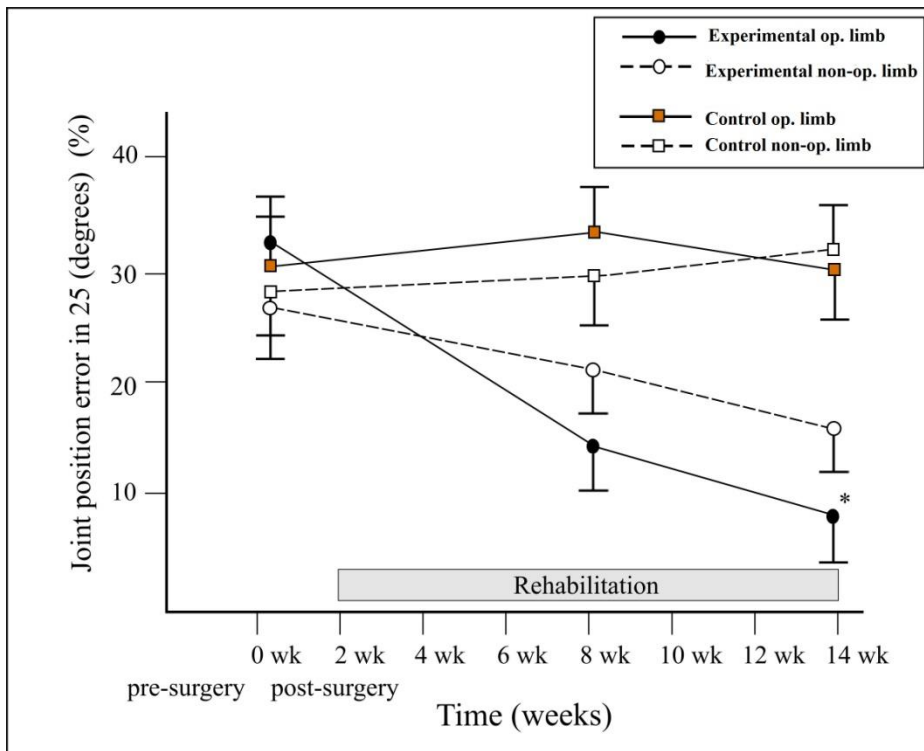 Experimental op. limb
Experimental non-op. limb
Control op. limb
Control non-op. limb
Joint position error in 25 (degrees) (%)
40
30
20
10
*
Rehabilitation
0 wk 2 wk 4 wk 6 wk 8 wk 10 wk 12 wk 14 wk
pre-surgery post-surgery
Time (weeks)